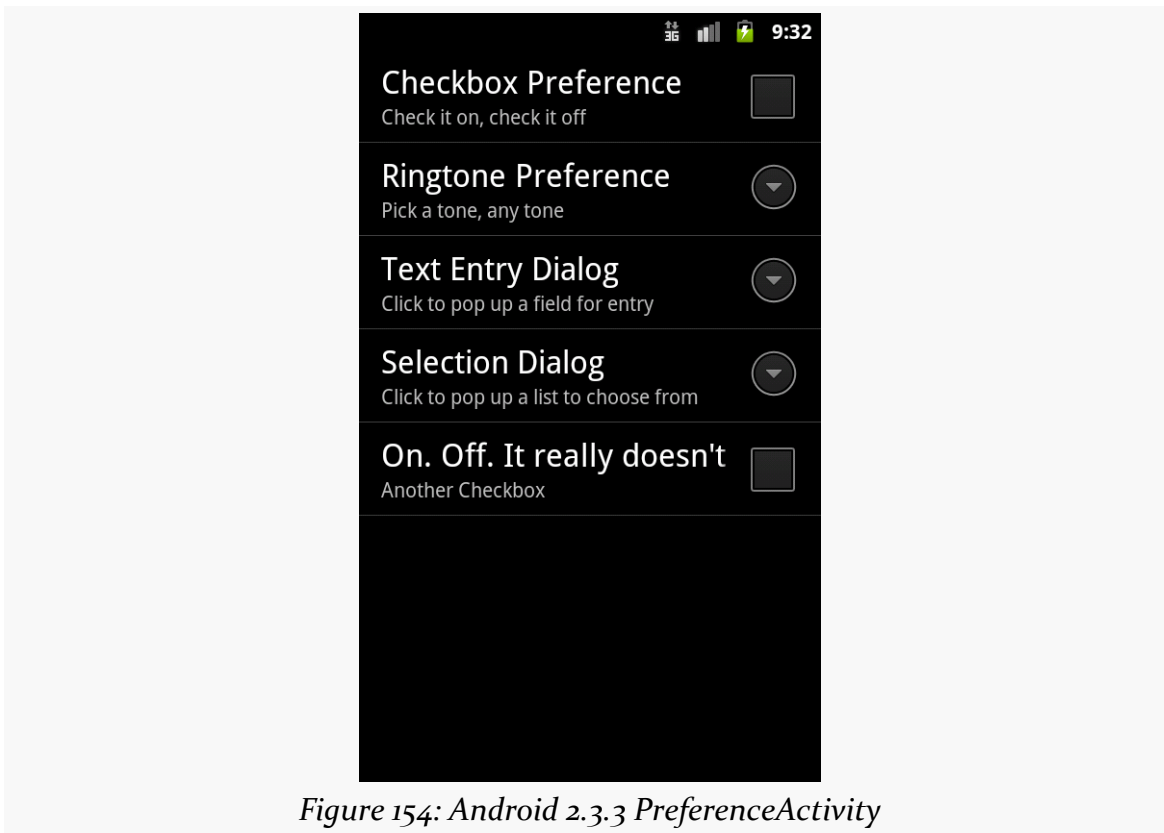 3G 9:32
Checkbox Preference
Check it on, check it off
Ringtone Preference
Pick a tone, any tone
Text Entry Dialog
Click to pop up a field for entry
Selection Dialog
Click to pop up a list to choose from
On. Off. It really doesn't
Another Checkbox
Figure 154: Android 2.3.3 PreferenceActivity